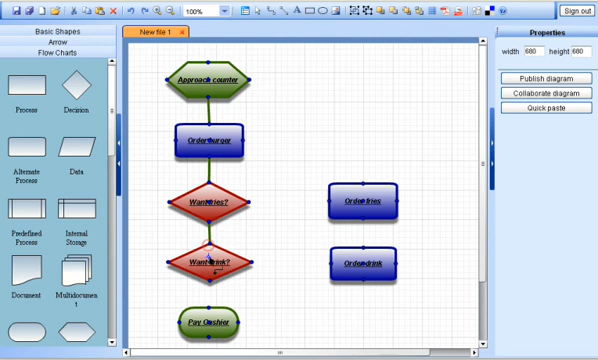 100%
A
Sign out
Basic Shapes
Arrow
Flow Charts
Process
Decision
Alternate
Process
Data
Predefined
Process
Internal
Storage
Document
Multidocumen
t
New file 1
Approach counter
Order burger
Want fries?
Order fries
Want drink?
Order drink
Pay Cashier
Properties
width 680 height 680
Publish diagram
Collaborate diagram
Quick paste